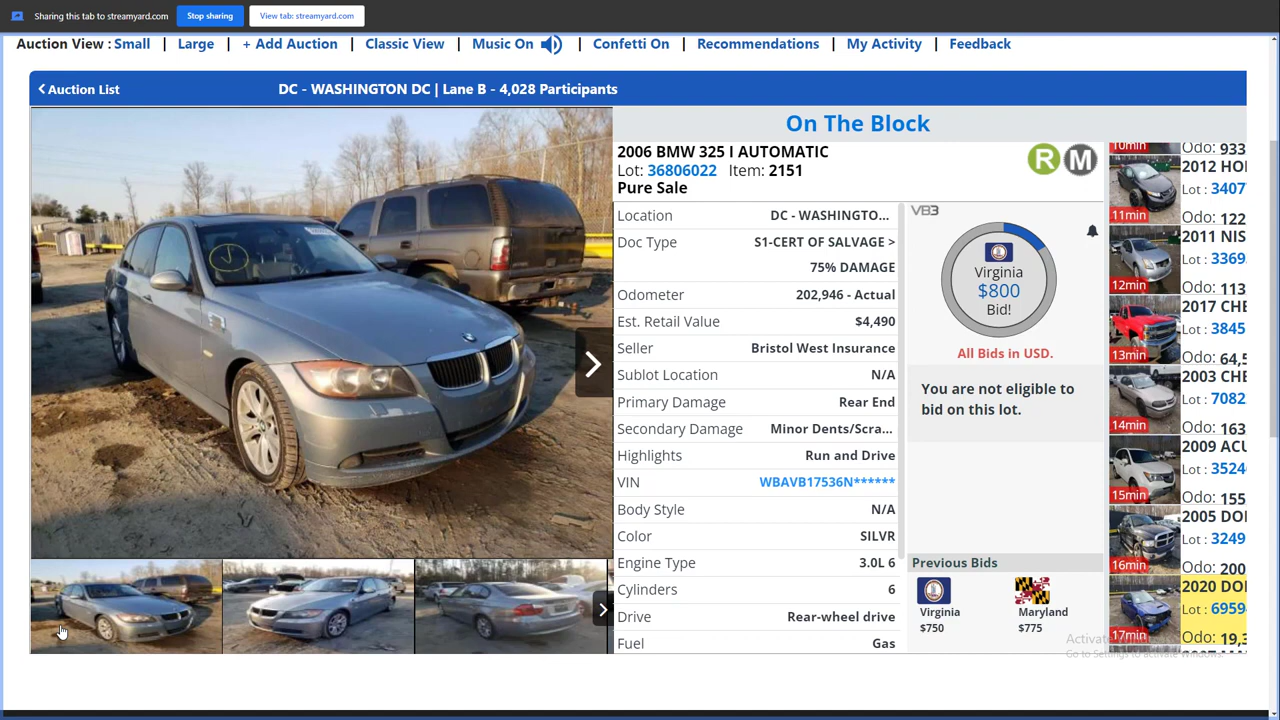 Sharing this tab to streamyard.com
Stop sharing
View tab: streamyard.com
Auction View : Small | Large | + Add Auction | Classic View | Music On | Confetti On | Recommendations | My Activity | Feedback
Auction List
DC - WASHINGTON DC | Lane B - 4,028 Participants
On The Block
2006 BMW 325 I AUTOMATIC
Lot: 36806022 Item: 2151
Pure Sale
R M
Location DC - WASHINGTO...
Doc Type S1-CERT OF SALVAGE >
75% DAMAGE
Odometer 202,946 - Actual
Est. Retail Value $4,490
Seller Bristol West Insurance
Sublot Location N/A
Primary Damage Rear End
Secondary Damage Minor Dents/Scra...
Highlights Run and Drive
VIN WBAVB17536N******
Body Style N/A
Color SILVR
Engine Type 3.0L 6
Cylinders 6
Drive Rear-wheel drive
Fuel Gas
VB3
Virginia
$800
Bid!
All Bids in USD.
You are not eligible to
bid on this lot.
Previous Bids
Virginia
$750
Maryland
$775
10min
Odo: 933
2012 HO
Lot : 3407
11min
Odo: 122
2011 NIS
Lot : 3369
12min
Odo: 113
2017 CHE
Lot : 3845
13min
Odo: 64,5
2003 CHE
Lot : 7082
14min
Odo: 163
2009 ACU
Lot : 3524
15min
Odo: 155
2005 DO
Lot : 3249
16min
Odo: 200
2020 DO
Lot : 6959
17min
Odo: 19,3